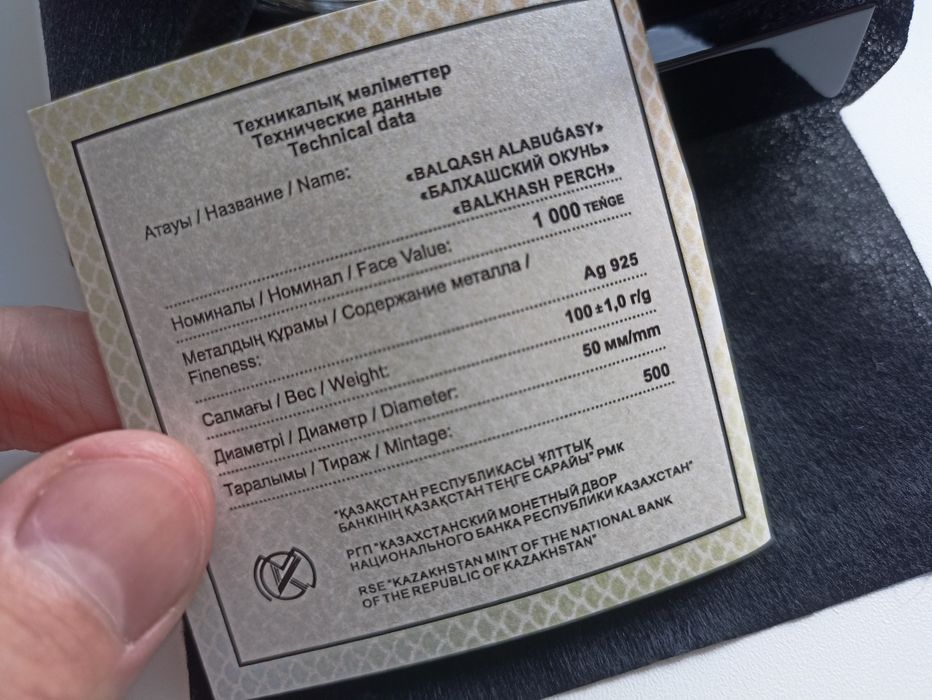 Техникалық мәліметтер
Технические данные
Technical data
Атауы / Название / Name:
«BALQASH ALABUǴASY»
«БАЛХАШСКИЙ ОКУНЬ»
«BALKHASH PERCH»
Номиналы / Номинал / Face Value: 1 000 TEŃGE
Металдың құрамы / Содержание металла /
Fineness: Ag 925
Салмағы / Вес / Weight: 100±1,0 г/g
Диаметрі / Диаметр / Diameter: 50 мм/mm
Таралымы / Тираж / Mintage: 500
"ҚАЗАҚСТАН РЕСПУБЛИКАСЫ ҰЛТТЫҚ
БАНКІНІҢ ҚАЗАҚСТАН ТЕҢГЕ САРАЙЫ" РМК
РГП "КАЗАХСТАНСКИЙ МОНЕТНЫЙ ДВОР
НАЦИОНАЛЬНОГО БАНКА РЕСПУБЛИКИ КАЗАХСТАН"
RSE "KAZAKHSTAN MINT OF THE NATIONAL BANK
OF THE REPUBLIC OF KAZAKHSTAN"